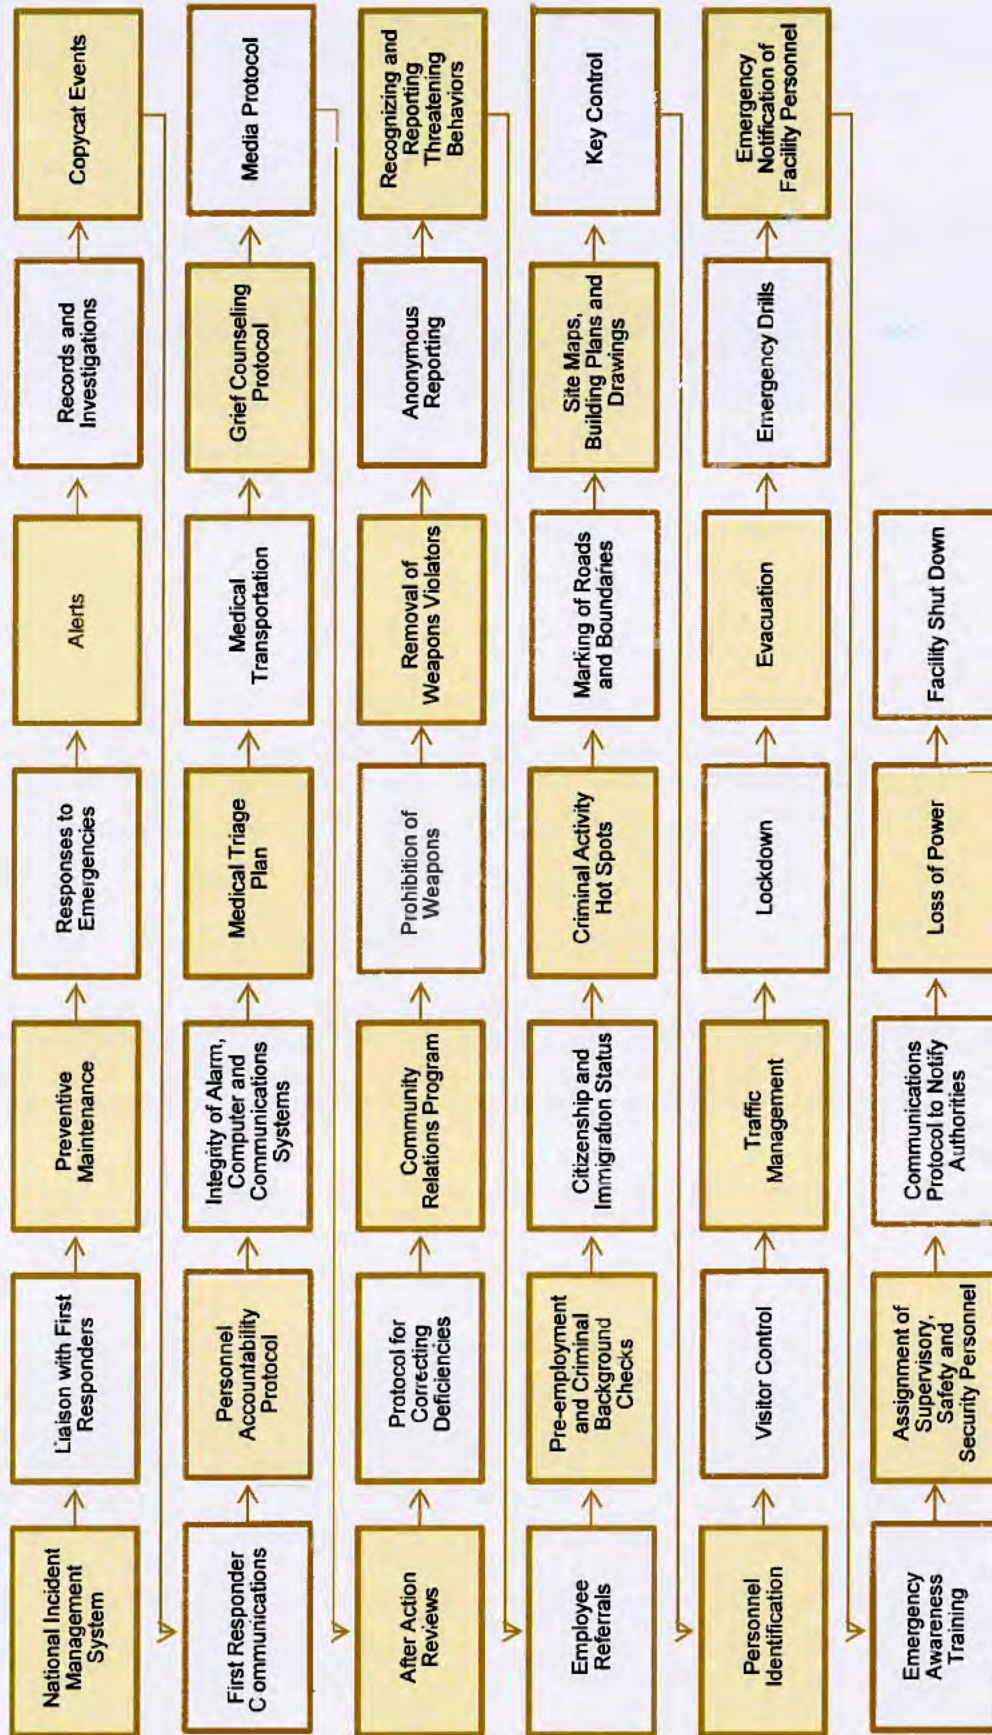 National Incident
Management
System
Liaison with First
Responders
Preventive
Maintenance
Responses to
Emergencies
Alerts
Records and
Investigations
Copycat Events
First Responder
Communications
Personnel
Accountability
Protocol
Integrity of Alarm,
Computer and
Communications
Systems
Medical Triage
Plan
Medical
Transportation
Grief Counseling
Protocol
Media Protocol
After Action
Reviews
Protocol for
Correcting
Deficiencies
Community
Relations Program
Prohibition of
Weapons
Removal of
Weapons Violators
Anonymous
Reporting
Recognizing and
Reporting
Threatening
Behaviors
Employee
Referrals
Pre-employment
and Criminal
Background
Checks
Citizenship and
Immigration Status
Criminal Activity
Hot Spots
Marking of Roads
and Boundaries
Site Maps,
Building Plans and
Drawings
Key Control
Personnel
Identification
Visitor Control
Traffic
Management
Lockdown
Evacuation
Emergency Drills
Emergency
Notification of
Facility Personnel
Emergency
Awareness
Training
Assignment of
Supervisory,
Safety and
Security Personnel
Communications
Protocol to Notify
Authorities
Loss of Power
Facility Shut Down